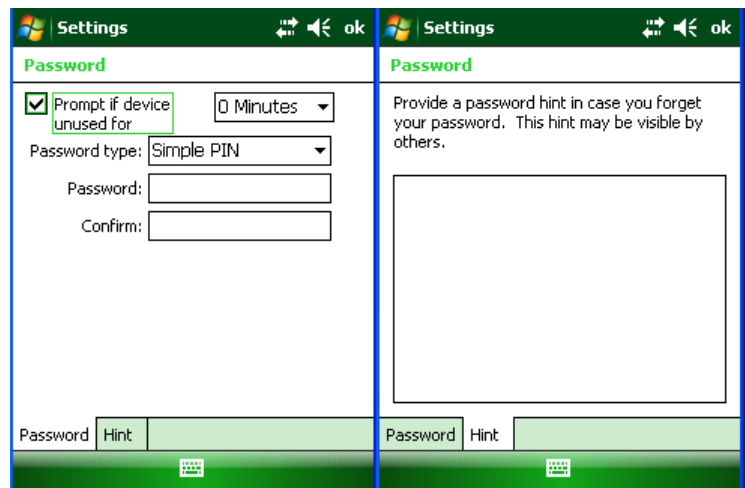 Settings
ok
Password
Prompt if device
unused for
0 Minutes
Password type: Simple PIN
Password:
Confirm:
Password Hint
Settings
ok
Password
Provide a password hint in case you forget
your password.  This hint may be visible by
others.
Password Hint